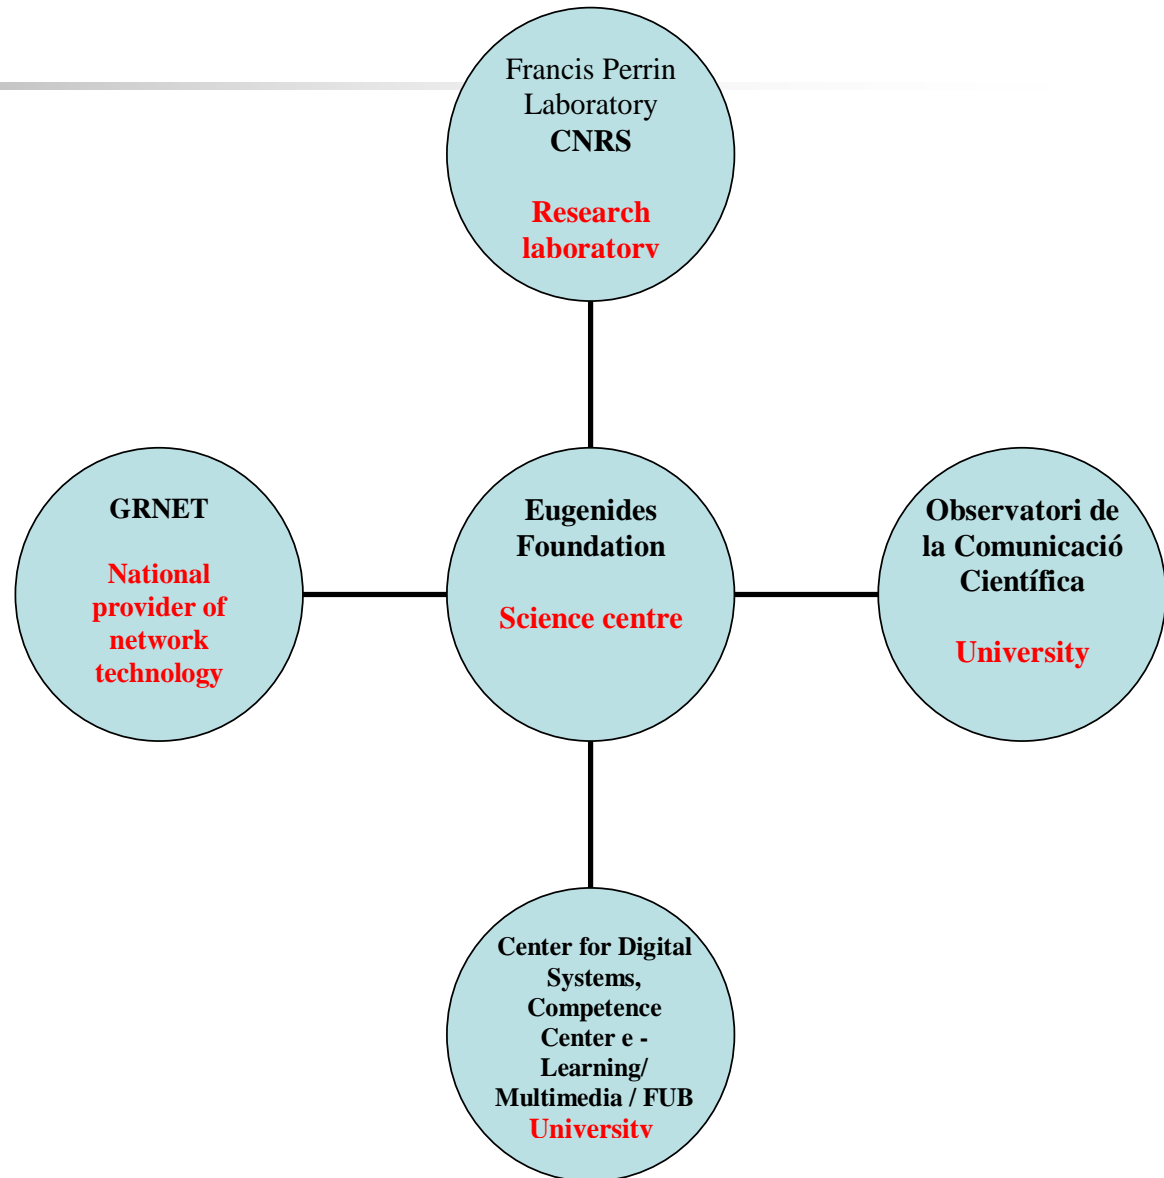 Francis Perrin
Laboratory
CNRS
Research
laboratory
GRNET
National
provider of
network
technology
Eugenides
Foundation
Science centre
Observatori de
la Comunicació
Científica
University
Center for Digital
Systems,
Competence
Center e -
Learning/
Multimedia / FUB
University